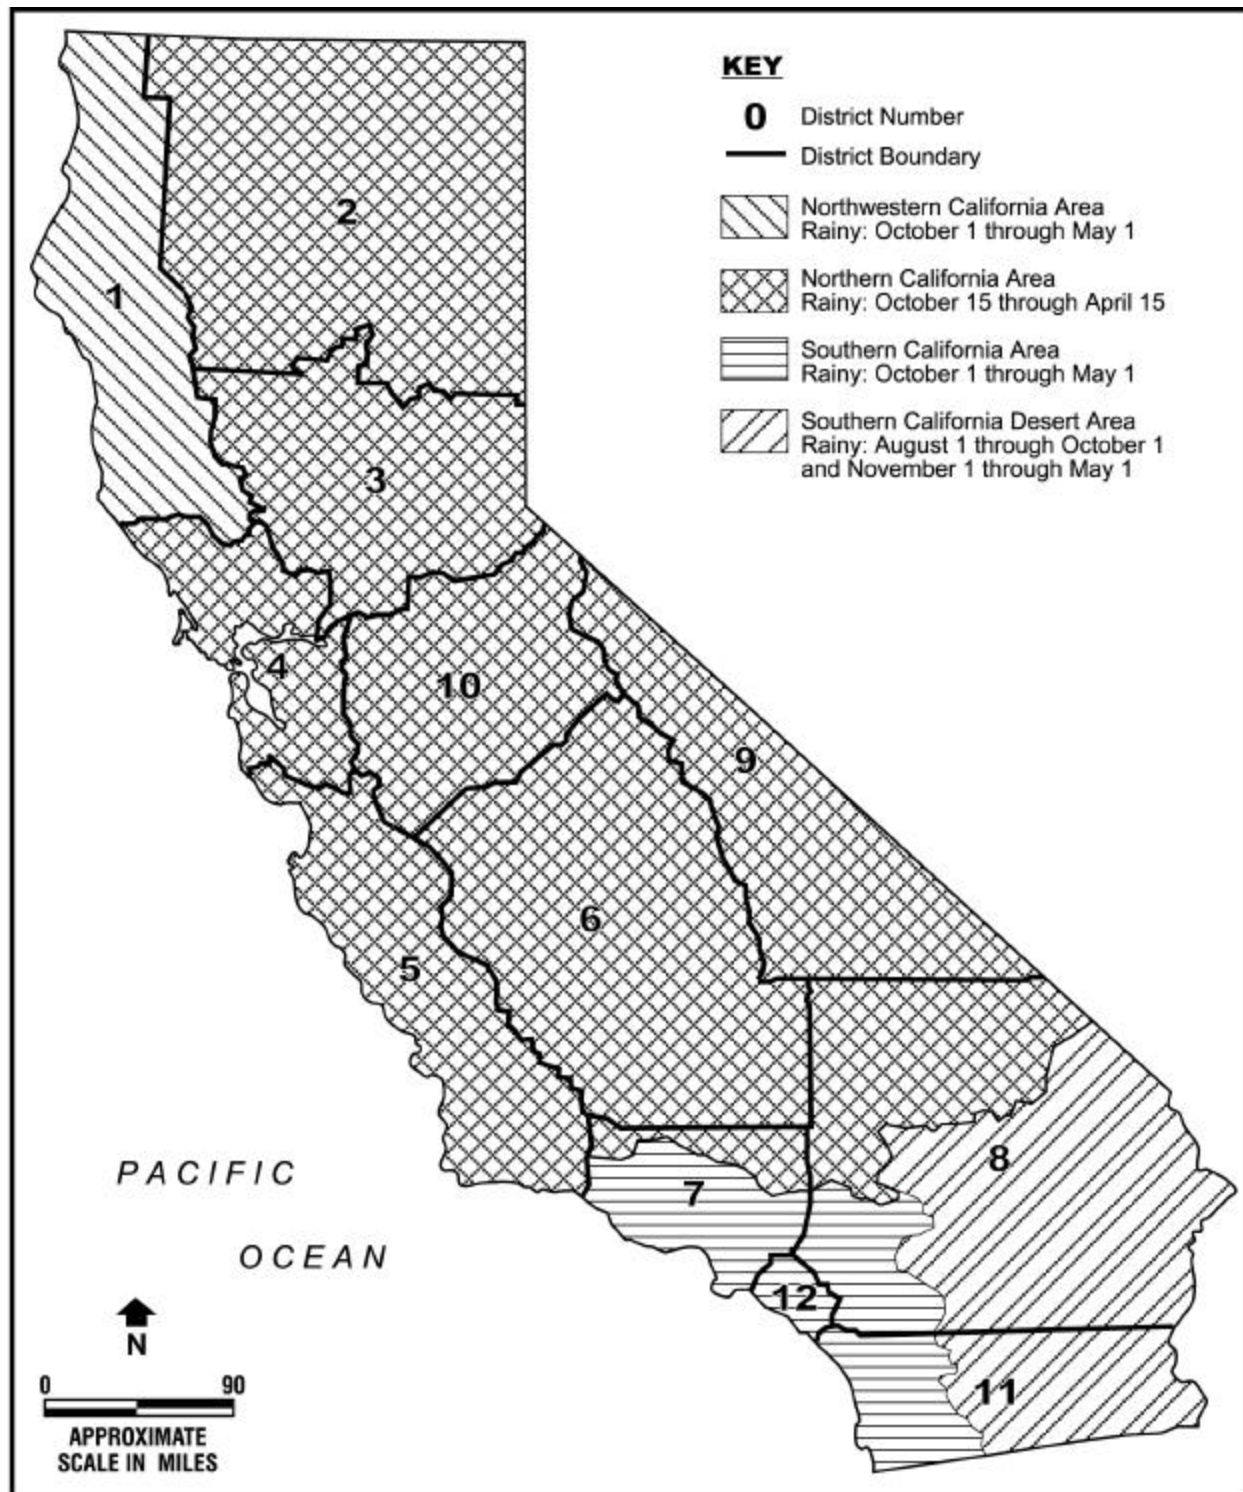 KEY
0 District Number
District Boundary
Northwestern California Area
Rainy: October 1 through May 1
Northern California Area
Rainy: October 15 through April 15
Southern California Area
Rainy: October 1 through May 1
Southern California Desert Area
Rainy: August 1 through October 1
and November 1 through May 1
2
1
3
4
10
9
6
5
8
7
12
11
PACIFIC
OCEAN
N
0 90
APPROXIMATE
SCALE IN MILES